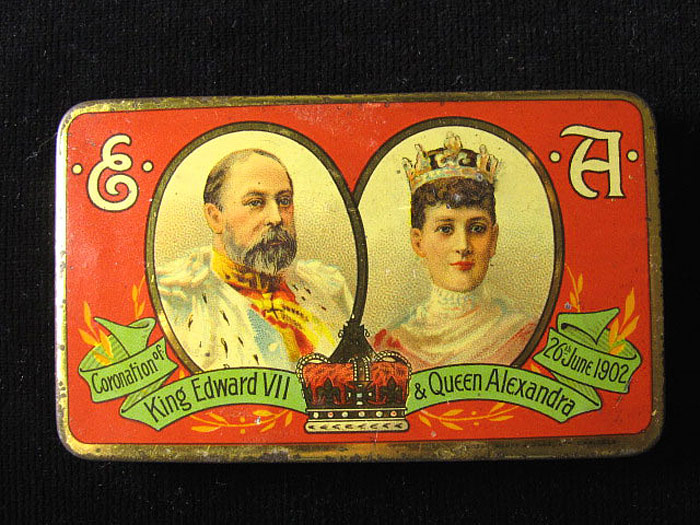 E A
Coronation of
King Edward VII
& Queen Alexandra
26th June 1902